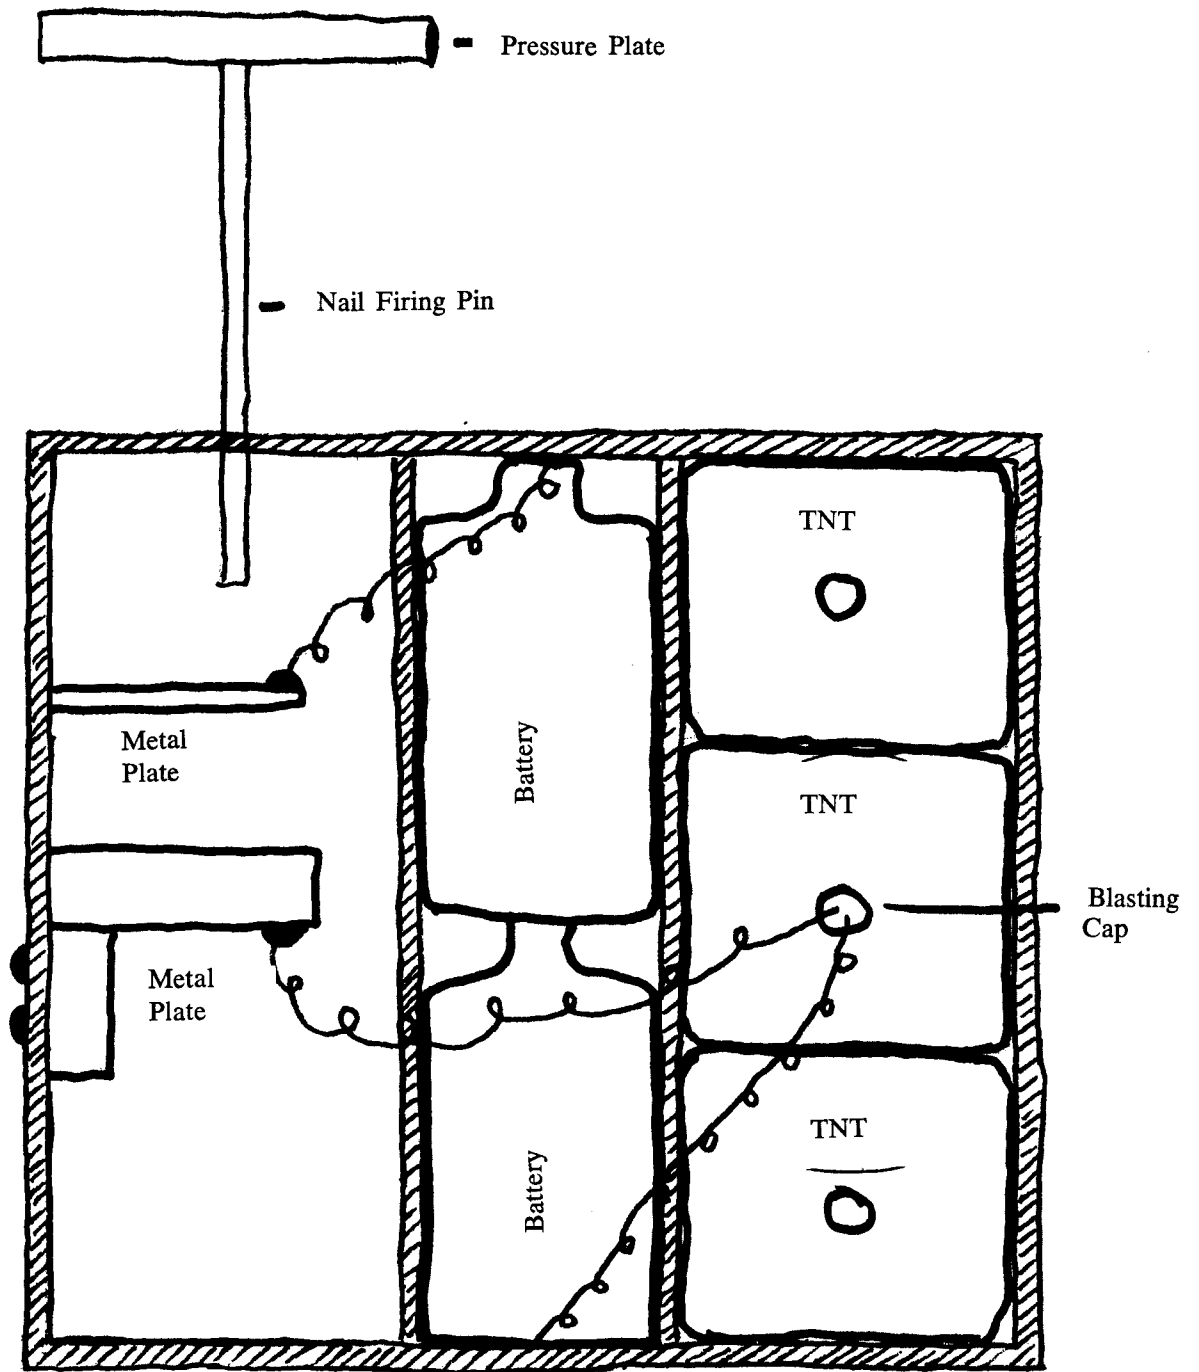 Pressure Plate
Nail Firing Pin
TNT
Metal
Plate
Battery
TNT
Blasting
Cap
Metal
Plate
TNT
Battery